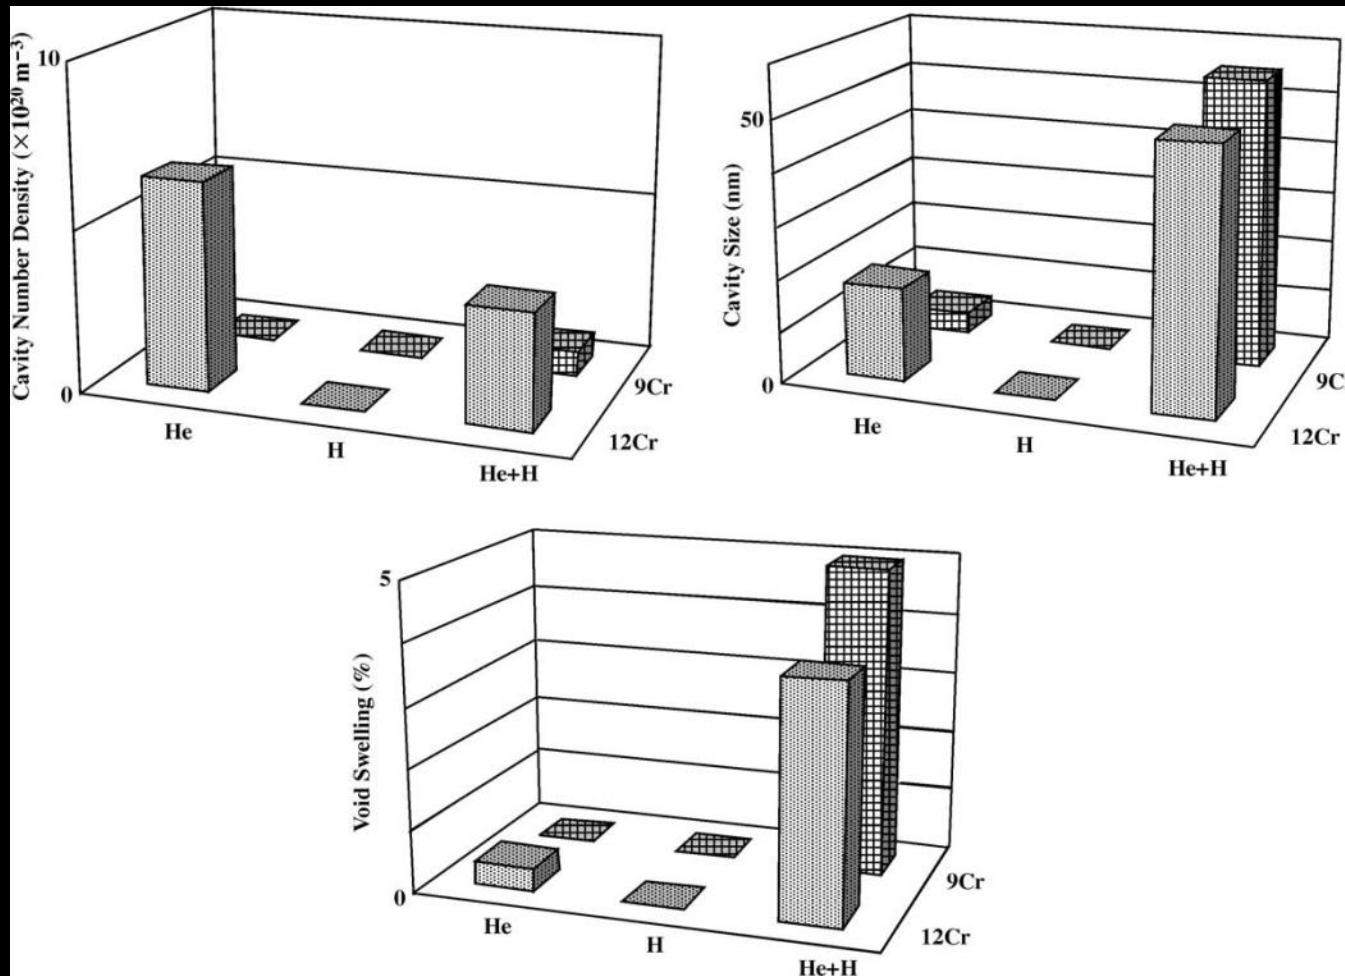 10
Cavity Number Density (×10²⁰ m⁻³)
0
He
H
He+H
9Cr
12Cr
50
Cavity Size (nm)
0
He
H
He+H
9C
12Cr
5
Void Swelling (%)
0
He
H
He+H
9Cr
12Cr